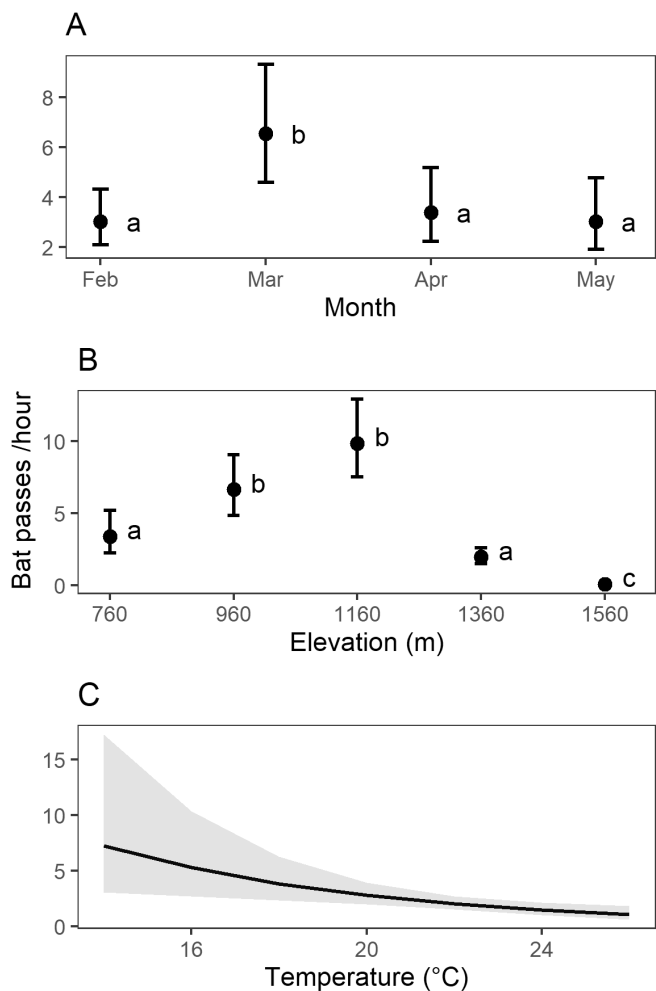 A
8
6
4
2
a
b
a
a
Feb Mar Apr May
Month
B
Bat passes /hour
10
5
0
a
b
b
a
c
760 960 1160 1360 1560
Elevation (m)
C
15
10
5
0
16 20 24
Temperature (°C)